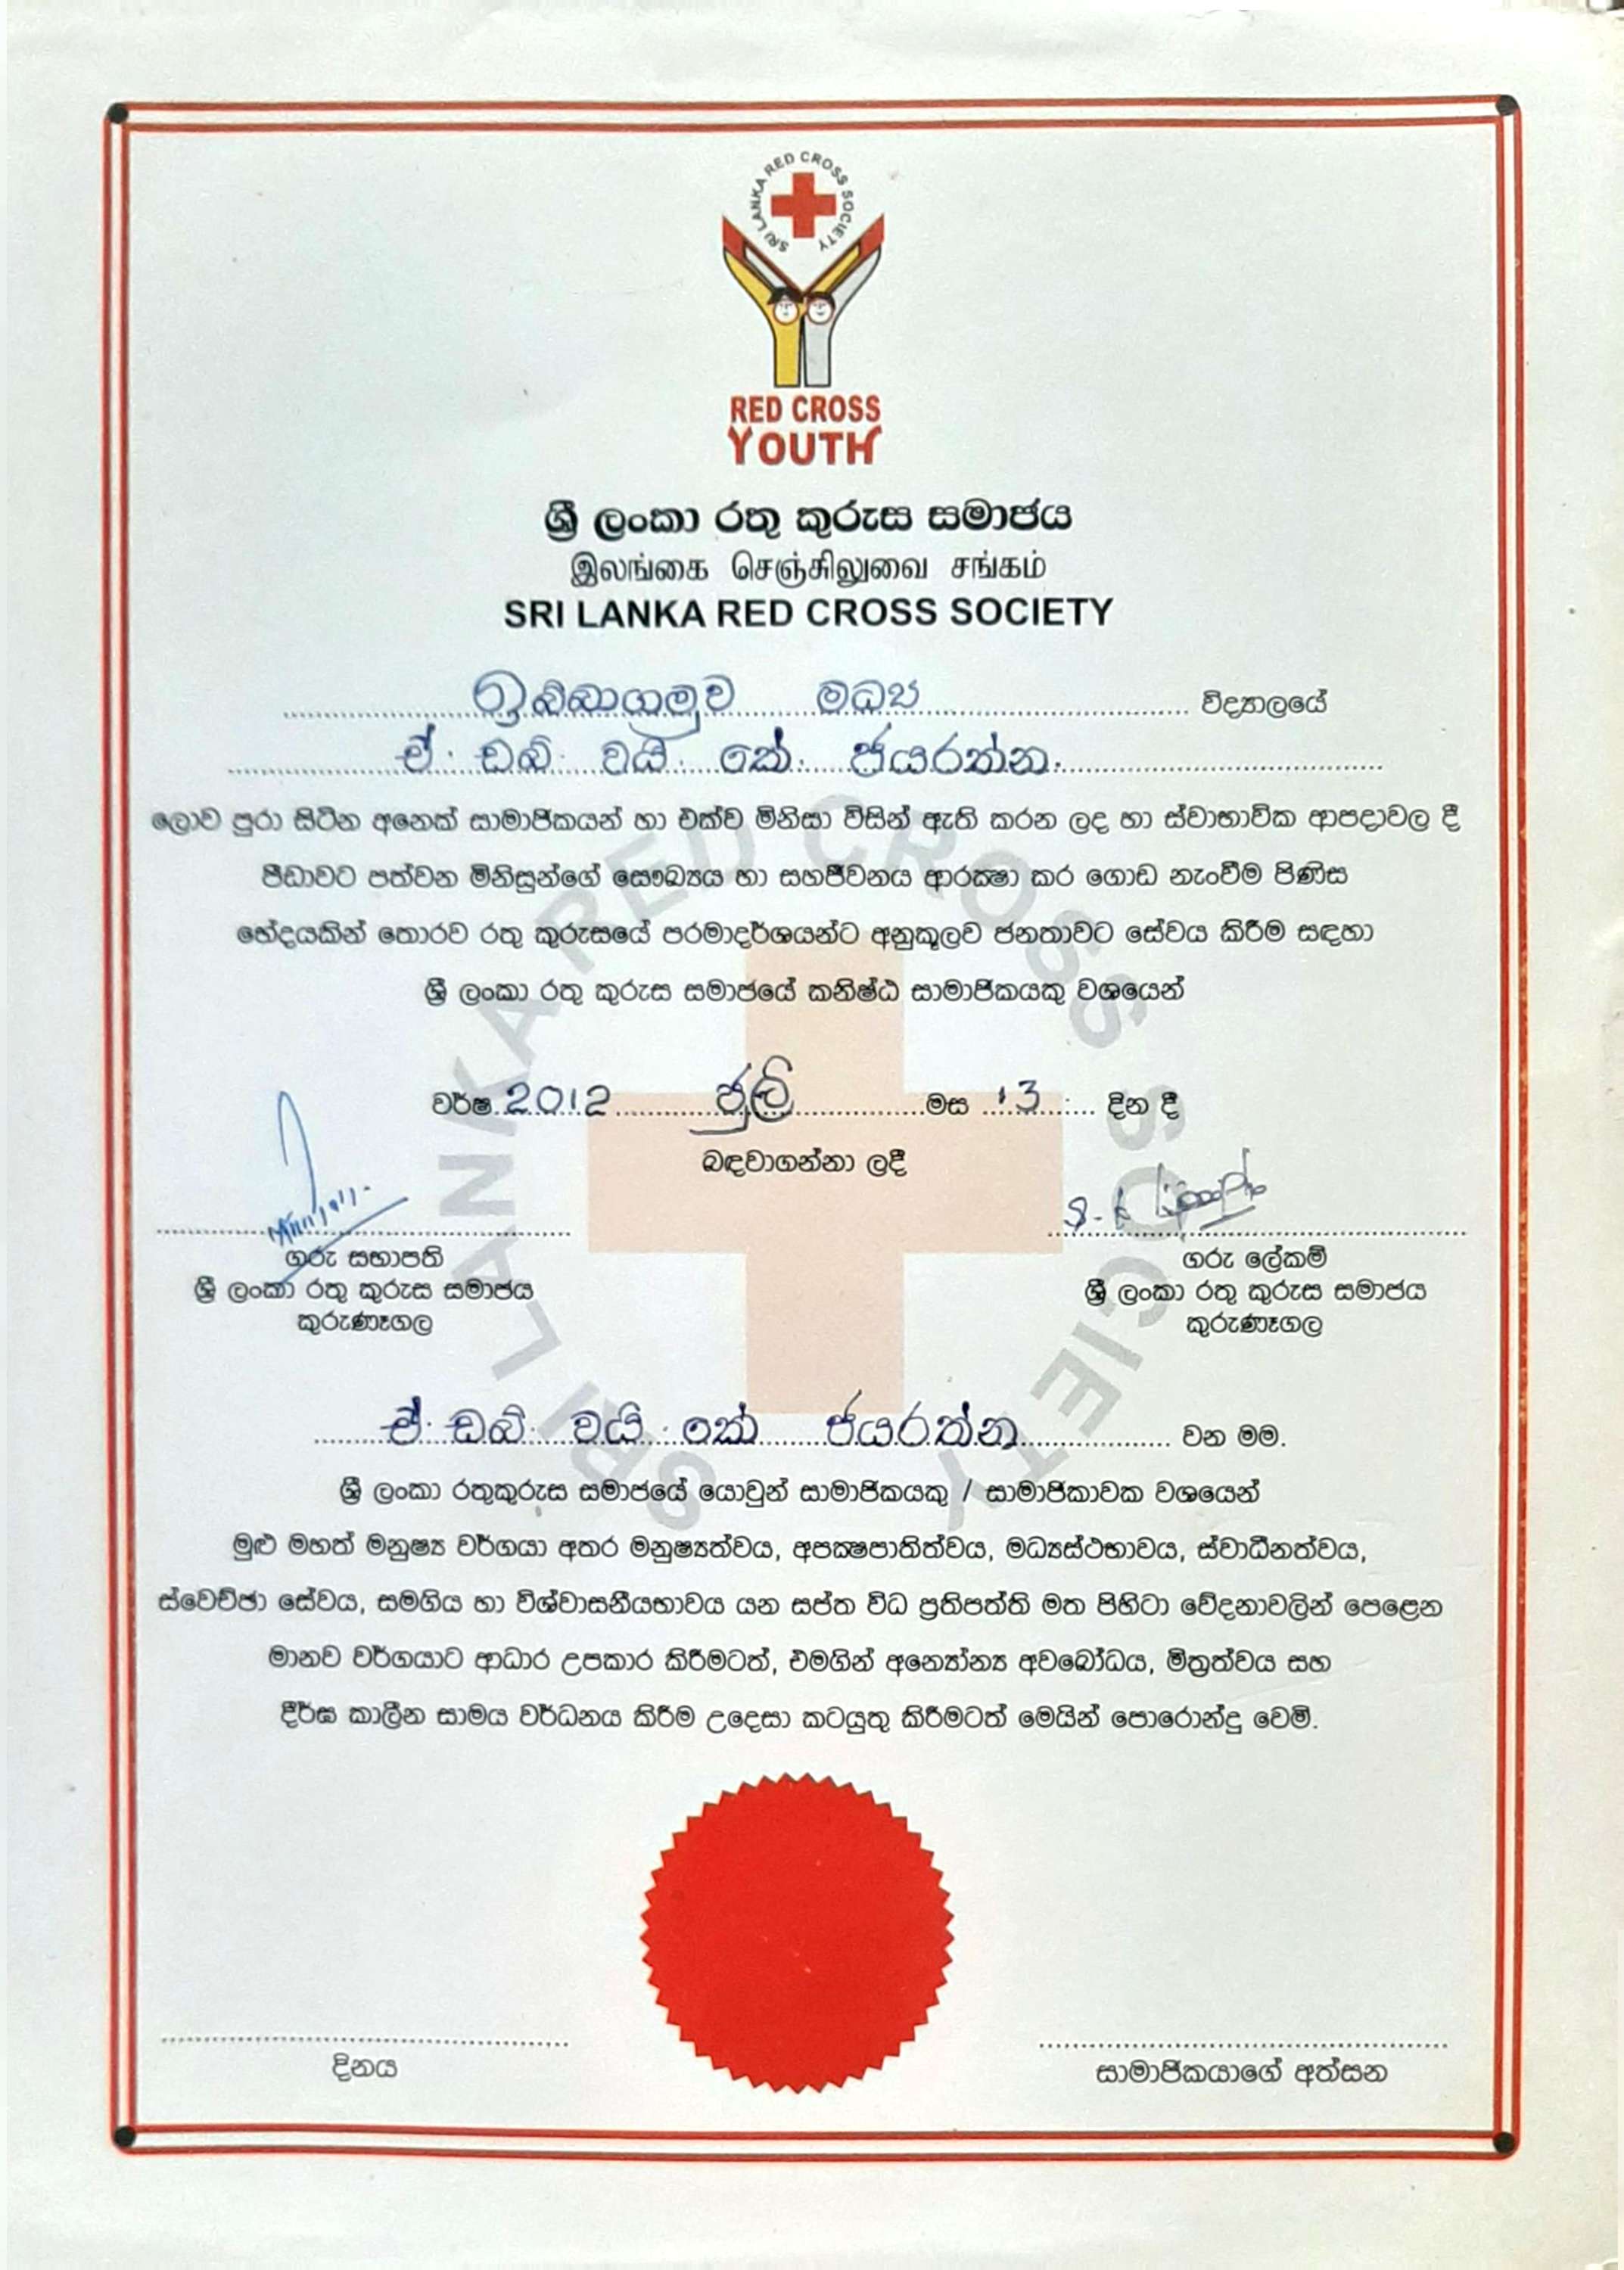 SRI LANKA RED CROSS SOCIETY
RED CROSS
YOUTH
ශ්‍රී ලංකා රතු කුරුස සමාජය
இலங்கை செஞ்சிலுவை சங்கம்
SRI LANKA RED CROSS SOCIETY
ඉබ්බාගමුව මධ්‍ය විද්‍යාලයේ
ඒ. ඩබ්. වයි. කේ. ජයරත්න.
ලොව පුරා සිටින අනෙක් සාමාජිකයන් හා එක්ව මිනිසා විසින් ඇති කරන ලද හා ස්වාභාවික ආපදාවල දී
පීඩාවට පත්වන මිනිසුන්ගේ සෞඛ්‍යය හා සහජීවනය ආරක්‍ෂා කර ගොඩ නැංවීම පිණිස
භේදයකින් තොරව රතු කුරුසයේ පරමාදර්ශයන්ට අනුකූලව ජනතාවට සේවය කිරීම සඳහා
ශ්‍රී ලංකා රතු කුරුස සමාජයේ කනිෂ්ඨ සාමාජිකයකු වශයෙන්
වර්ෂ 2012 ජුලි මස 13 දින දී
බඳවාගන්නා ලදී
ගරු සභාපති
ශ්‍රී ලංකා රතු කුරුස සමාජය
කුරුණෑගල
ගරු ලේකම්
ශ්‍රී ලංකා රතු කුරුස සමාජය
කුරුණෑගල
SRI LANKA RED CROSS SOCIETY
ඒ. ඩබ්. වයි. කේ ජයරත්න වන මම.
ශ්‍රී ලංකා රතුකුරුස සමාජයේ යොවුන් සාමාජිකයකු / සාමාජිකාවක වශයෙන්
මුළු මහත් මනුෂ්‍ය වර්ගයා අතර මනුෂ්‍යත්වය, අපක්‍ෂපාතිත්වය, මධ්‍යස්ථභාවය, ස්වාධීනත්වය,
ස්වෙච්ඡා සේවය, සමගිය හා විශ්වාසනීයභාවය යන සප්ත විධ ප්‍රතිපත්ති මත පිහිටා වේදනාවලින් පෙළෙන
මානව වර්ගයාට ආධාර උපකාර කිරීමටත්, එමගින් අන්‍යෝන්‍ය අවබෝධය, මිත්‍රත්වය සහ
දීර්ඝ කාලීන සාමය වර්ධනය කිරීම උදෙසා කටයුතු කිරීමටත් මෙයින් පොරොන්දු වෙමි.
දිනය
සාමාජිකයාගේ අත්සන